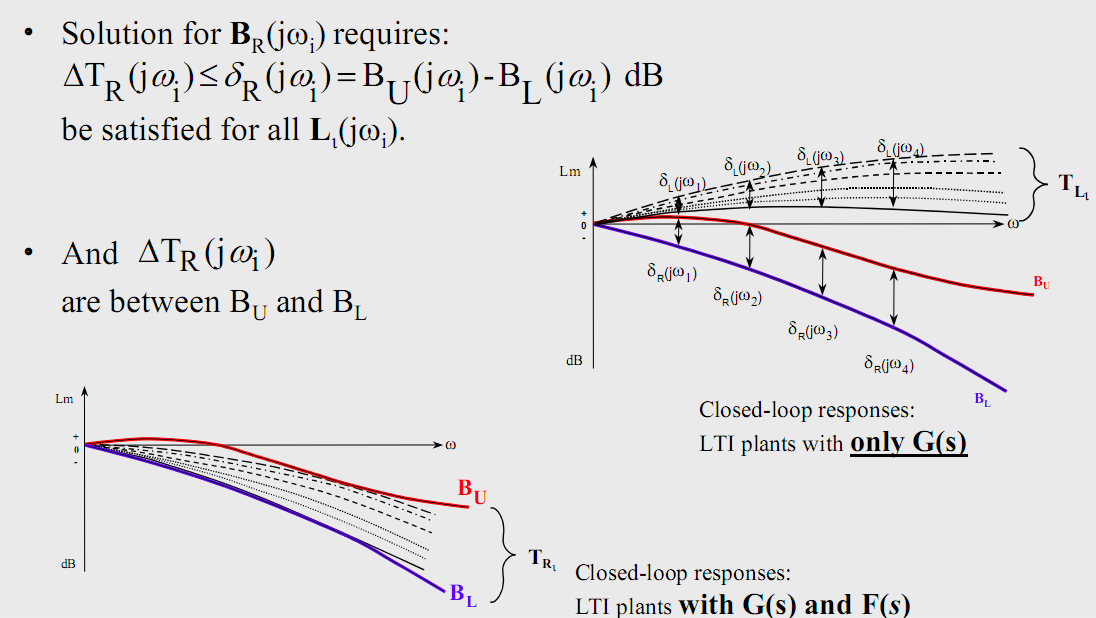 • Solution for B_R(jω_i) requires:
ΔT_R(jω_i)≤δ_R(jω_i)=B_U(jω_i)-B_L(jω_i) dB
be satisfied for all L_ι(jω_i).
• And ΔT_R(jω_i)
are between B_U and B_L
Lm
+
0
-
dB
δ_L(jω_1)
δ_L(jω_2)
δ_L(jω_3)
δ_L(jω_4)
T_Lι
ω
δ_R(jω_1)
δ_R(jω_2)
δ_R(jω_3)
δ_R(jω_4)
B_U
B_L
Closed-loop responses:
LTI plants with only G(s)
Lm
+
0
-
dB
ω
B_U
B_L
T_Rι
Closed-loop responses:
LTI plants with G(s) and F(s)